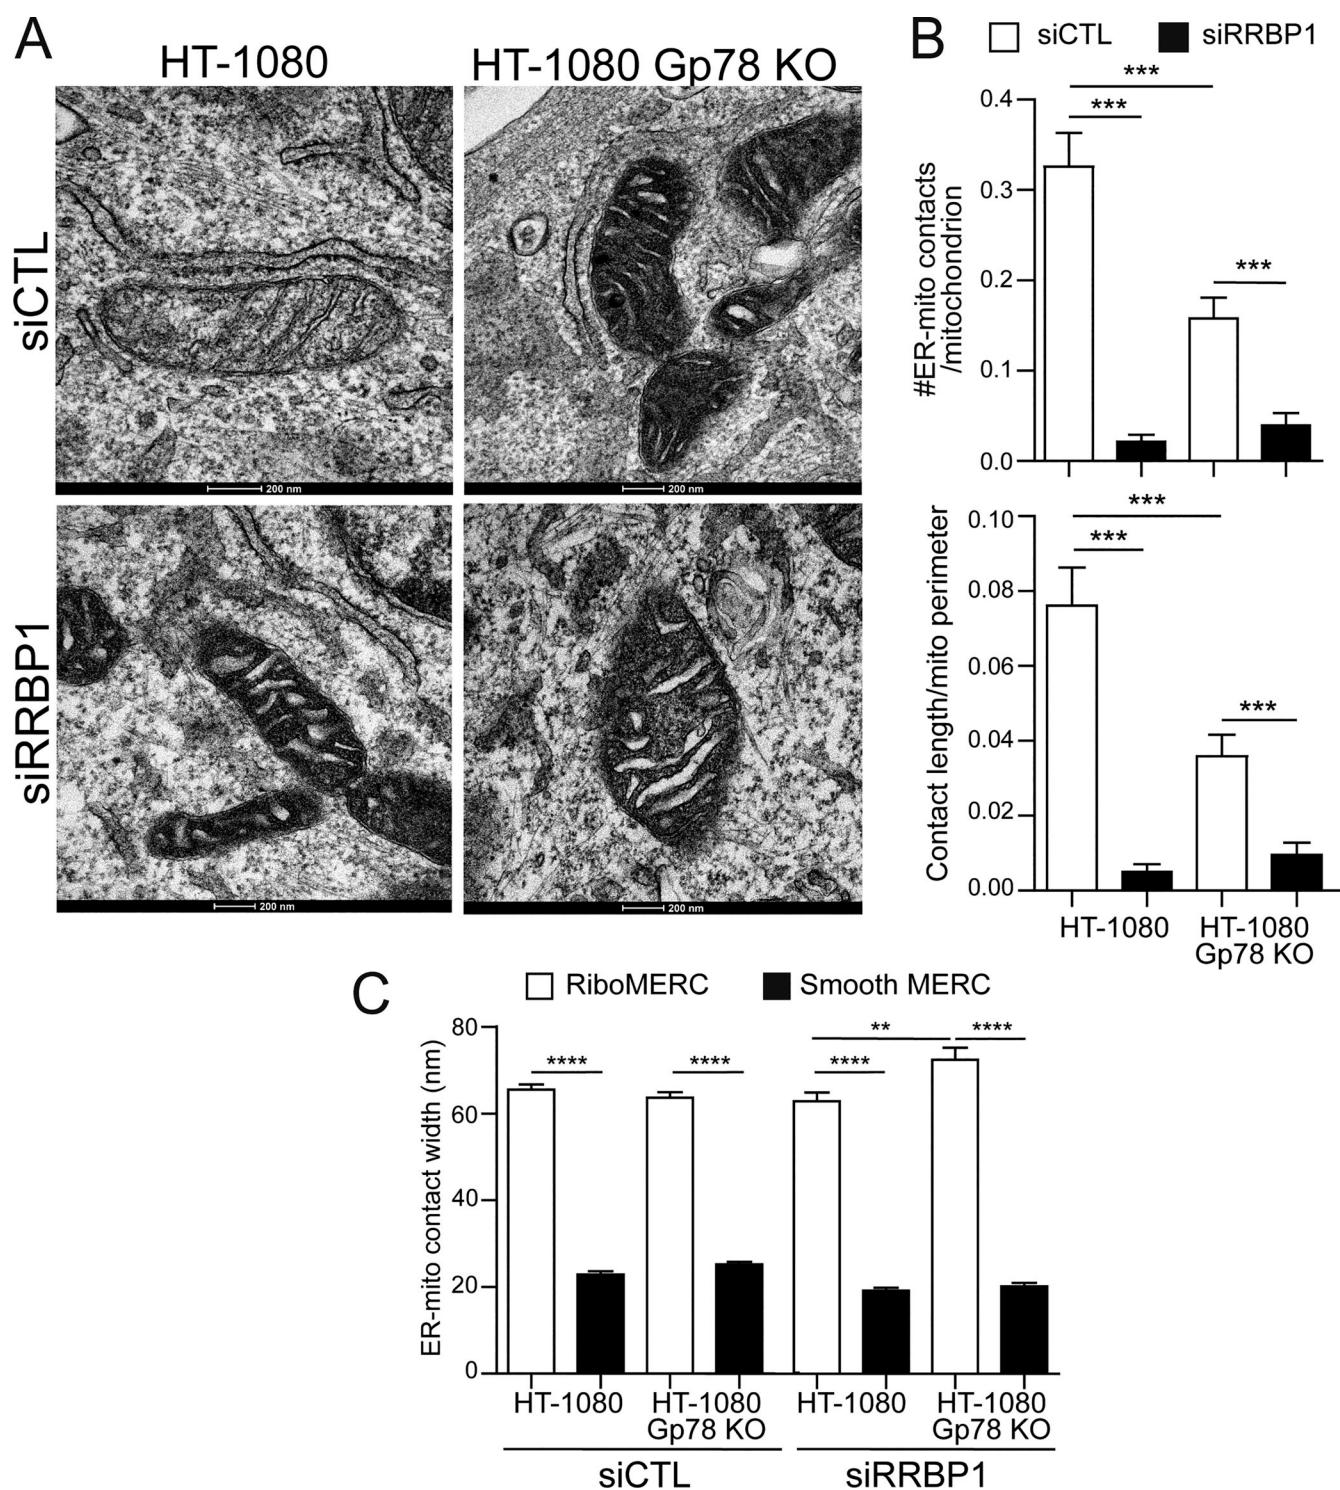 A
HT-1080
HT-1080 Gp78 KO
siCTL
siRRBP1
200 nm
200 nm
200 nm
200 nm
B
siCTL
siRRBP1
#ER-mito contacts
/mitochondrion
0.4
0.3
0.2
0.1
0.0
***
***
***
Contact length/mito perimeter
0.10
0.08
0.06
0.04
0.02
0.00
***
***
***
HT-1080
HT-1080
Gp78 KO
C
RiboMERC
Smooth MERC
ER-mito contact width (nm)
80
60
40
20
0
****
****
****
**
****
HT-1080
HT-1080
Gp78 KO
HT-1080
HT-1080
Gp78 KO
siCTL
siRRBP1